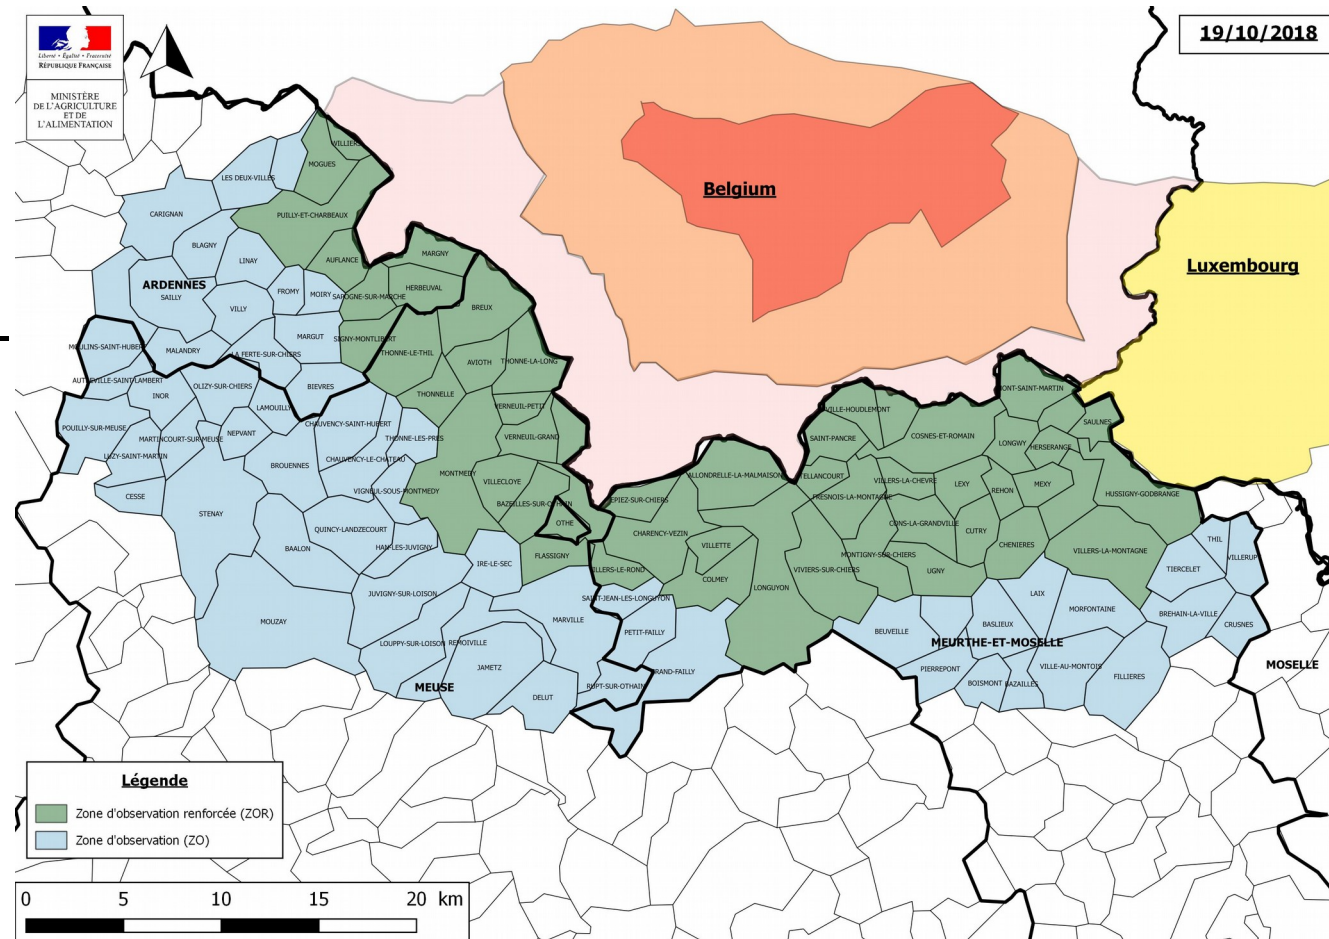 Liberté • Égalité • Fraternité
RÉPUBLIQUE FRANÇAISE
MINISTÈRE
DE L'AGRICULTURE
ET DE
L'ALIMENTATION
19/10/2018
Belgium
Luxembourg
WILLIERS
MOGUES
LES DEUX-VILLES
CARIGNAN
PUILLY-ET-CHARBEAUX
BLAGNY
LINAY
AUFLANCE
MARGNY
ARDENNES
SAILLY
FROMY
MOIRY
SAPOGNE-SUR-MARCHE
HERBEUVAL
VILLY
BREUX
MARGUT
SIGNY-MONTLIBERT
MOULINS-SAINT-HUBERT
MALANDRY
LA FERTE-SUR-CHIERS
THONNE-LE-THIL
AVIOTH
THONNE-LA-LONG
AUTREVILLE-SAINT-LAMBERT
INOR
OLIZY-SUR-CHIERS
BIEVRES
THONNELLE
VERNEUIL-PETIT
LAMOUILLY
POUILLY-SUR-MEUSE
MARTINCOURT-SUR-MEUSE
NEPVANT
CHAUVENCY-SAINT-HUBERT
THONNE-LES-PRES
VERNEUIL-GRAND
LUZY-SAINT-MARTIN
BROUENNES
CHAUVENCY-LE-CHATEAU
MONTMEDY
VILLECLOYE
CESSE
VIGNEUL-SOUS-MONTMEDY
BAZEILLES-SUR-OTHAIN
STENAY
QUINCY-LANDZECOURT
OTHE
BAALON
HAN-LES-JUVIGNY
FLASSIGNY
IRE-LE-SEC
JUVIGNY-SUR-LOISON
MOUZAY
MARVILLE
LOUPPY-SUR-LOISON
REMOIVILLE
JAMETZ
MEUSE
DELUT
RUPT-SUR-OTHAIN
MONT-SAINT-MARTIN
VILLE-HOUDLEMONT
SAULNES
SAINT-PANCRE
COSNES-ET-ROMAIN
LONGWY
HERSERANGE
ALLONDRELLE-LA-MALMAISON
TELLANCOURT
VILLERS-LA-CHEVRE
LEXY
REHON
MEXY
HUSSIGNY-GODBRANGE
EPIEZ-SUR-CHIERS
FRESNOIS-LA-MONTAGNE
CHARENCY-VEZIN
CONS-LA-GRANDVILLE
CUTRY
CHENIERES
VILLETTE
MONTIGNY-SUR-CHIERS
VILLERS-LA-MONTAGNE
VILLERS-LE-ROND
COLMEY
LONGUYON
VIVIERS-SUR-CHIERS
UGNY
THIL
VILLERUPT
TIERCELET
SAINT-JEAN-LES-LONGUYON
LAIX
MORFONTAINE
BREHAIN-LA-VILLE
CRUSNES
PETIT-FAILLY
BEUVEILLE
BASLIEUX
MEURTHE-ET-MOSELLE
GRAND-FAILLY
PIERREPONT
VILLE-AU-MONTOIS
FILLIERES
MOSELLE
BOISMONT
BAZAILLES
Légende
Zone d'observation renforcée (ZOR)
Zone d'observation (ZO)
0 5 10 15 20 km